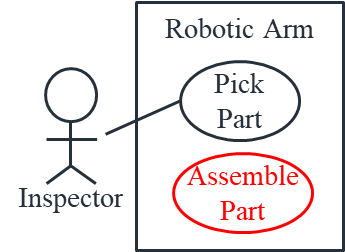 Robotic Arm
Pick
Part
Inspector
Assemble
Part